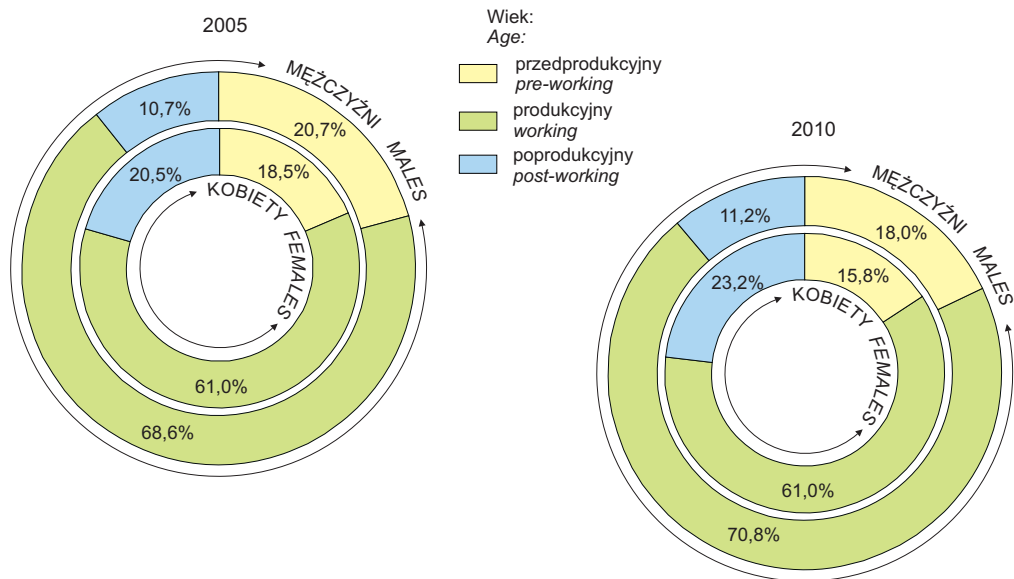 2005
MĘŻCZYŹNI MALES
10,7%
20,7%
20,5%
18,5%
KOBIETY FEMALES
61,0%
68,6%
Wiek:
Age:
przedprodukcyjny
pre-working
produkcyjny
working
poprodukcyjny
post-working
2010
MĘŻCZYŹNI MALES
11,2%
18,0%
23,2%
15,8%
KOBIETY FEMALES
61,0%
70,8%